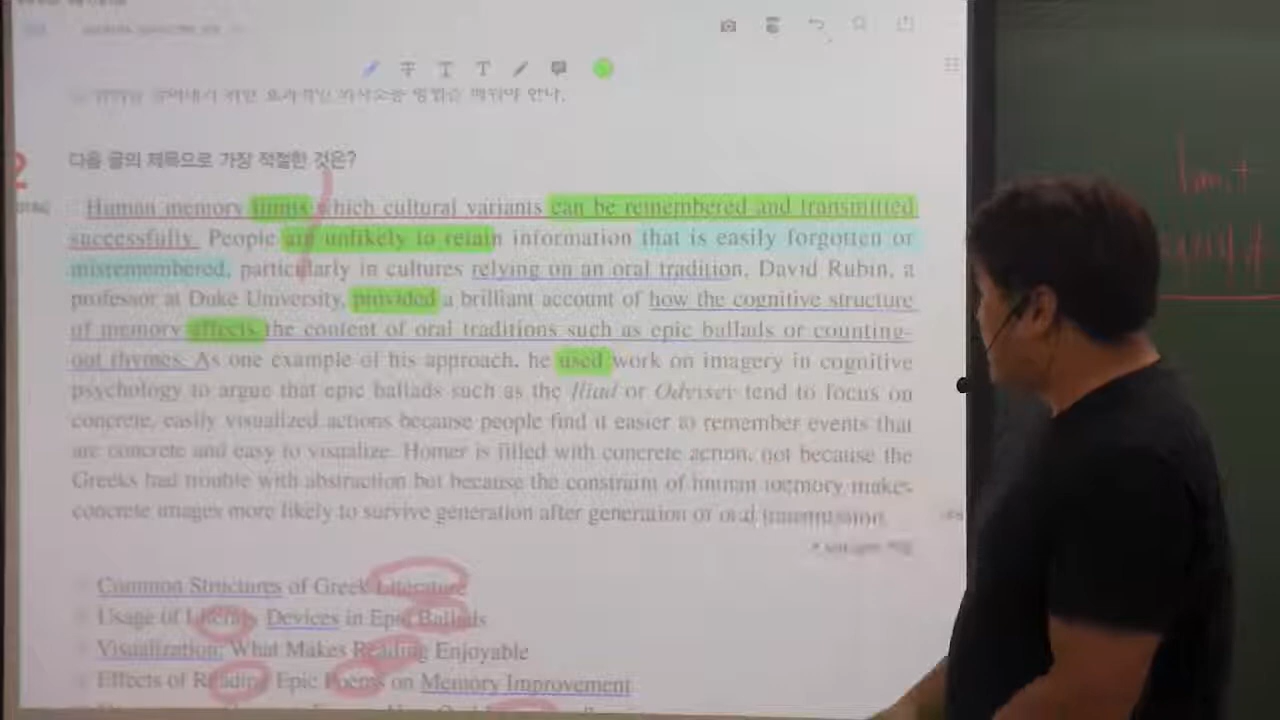 2
다음 글의 제목으로 가장 적절한 것은?
Human memory limits which cultural variants can be remembered and transmitted
successfully. People are unlikely to retain information that is easily forgotten or
misremembered, particularly in cultures relying on an oral tradition. David Rubin, a
professor at Duke University, provided a brilliant account of how the cognitive structure
of memory affects the content of oral traditions such as epic ballads or counting-
out rhymes. As one example of his approach, he used work on imagery in cognitive
psychology to argue that epic ballads such as the Iliad or Odyssey tend to focus on
concrete, easily visualized actions because people find it easier to remember events that
are concrete and easy to visualize. Homer is filled with concrete action, not because the
Greeks had trouble with abstraction but because the constraint of human memory makes
concrete images more likely to survive generation after generation of oral transmission.
Common Structures of Greek Literature
Usage of Literary Devices in Epic Ballads
Visualization: What Makes Reading Enjoyable
Effects of Reading Epic Poems on Memory Improvement
limit